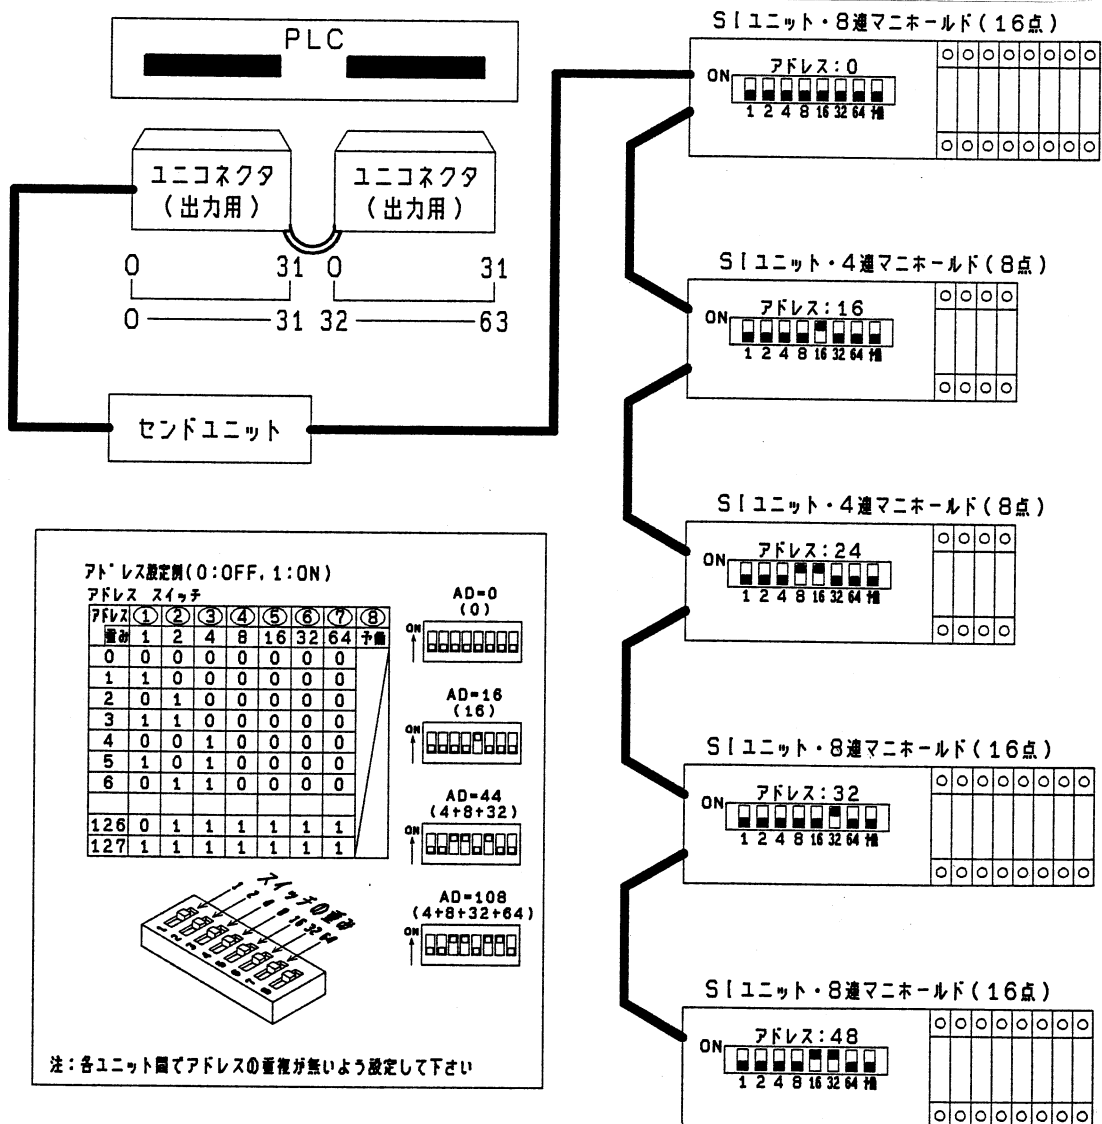 PLC
ユニコネクタ
(出力用)
ユニコネクタ
(出力用)
0 31 0 31
0 31 32 63
センドユニット
SIユニット・8連マニホールド(16点)
アドレス:0
ON
1 2 4 8 16 32 64 予備
SIユニット・4連マニホールド(8点)
アドレス:16
ON
1 2 4 8 16 32 64 予備
SIユニット・4連マニホールド(8点)
アドレス:24
ON
1 2 4 8 16 32 64 予備
SIユニット・8連マニホールド(16点)
アドレス:32
ON
1 2 4 8 16 32 64 予備
SIユニット・8連マニホールド(16点)
アドレス:48
ON
1 2 4 8 16 32 64 予備
アドレス設定例(0:OFF, 1:ON)
アドレス スイッチ
アドレス ① ② ③ ④ ⑤ ⑥ ⑦ ⑧
重み 1 2 4 8 16 32 64 予備
0 0 0 0 0 0 0 0
1 1 0 0 0 0 0 0
2 0 1 0 0 0 0 0
3 1 1 0 0 0 0 0
4 0 0 1 0 0 0 0
5 1 0 1 0 0 0 0
6 0 1 1 0 0 0 0
126 0 1 1 1 1 1 1
127 1 1 1 1 1 1 1
AD=0
(0)
ON
AD=16
(16)
ON
AD=44
(4+8+32)
ON
AD=108
(4+8+32+64)
ON
スイッチの重み
1 2 4 8 16 32 64
1 2 3 4 5 6 7 8
注:各ユニット間でアドレスの重複が無いよう設定して下さい